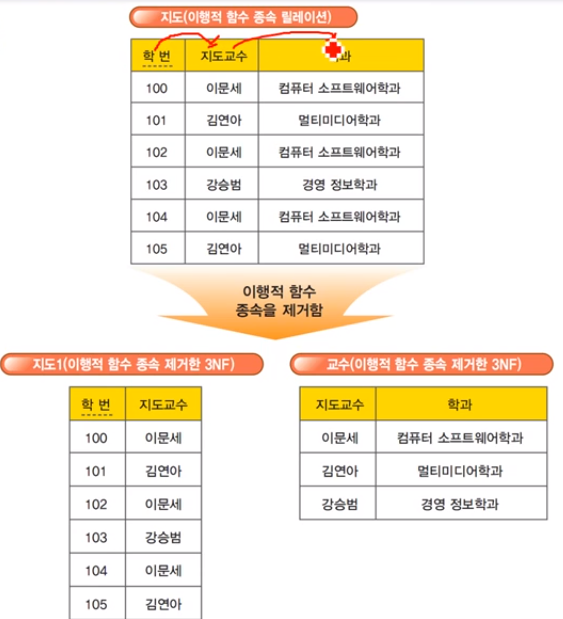 지도(이행적 함수 종속 릴레이션)
학 번 지도교수 과
100 이문세 컴퓨터 소프트웨어학과
101 김연아 멀티미디어학과
102 이문세 컴퓨터 소프트웨어학과
103 강승범 경영 정보학과
104 이문세 컴퓨터 소프트웨어학과
105 김연아 멀티미디어학과
이행적 함수
종속을 제거함
지도1(이행적 함수 종속 제거한 3NF)
학 번 지도교수
100 이문세
101 김연아
102 이문세
103 강승범
104 이문세
105 김연아
교수(이행적 함수 종속 제거한 3NF)
지도교수 학과
이문세 컴퓨터 소프트웨어학과
김연아 멀티미디어학과
강승범 경영 정보학과